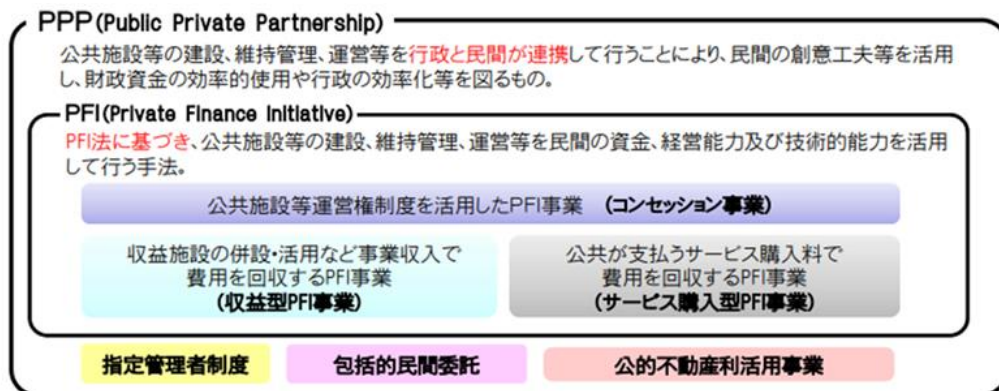 PPP(Public Private Partnership)
公共施設等の建設、維持管理、運営等を行政と民間が連携して行うことにより、民間の創意工夫等を活用
し、財政資金の効率的使用や行政の効率化等を図るもの。
PFI(Private Finance Initiative)
PFI法に基づき、公共施設等の建設、維持管理、運営等を民間の資金、経営能力及び技術的能力を活用
して行う手法。
公共施設等運営権制度を活用したPFI事業 (コンセッション事業)
収益施設の併設・活用など事業収入で
費用を回収するPFI事業
(収益型PFI事業)
公共が支払うサービス購入料で
費用を回収するPFI事業
(サービス購入型PFI事業)
指定管理者制度
包括的民間委託
公的不動産利活用事業